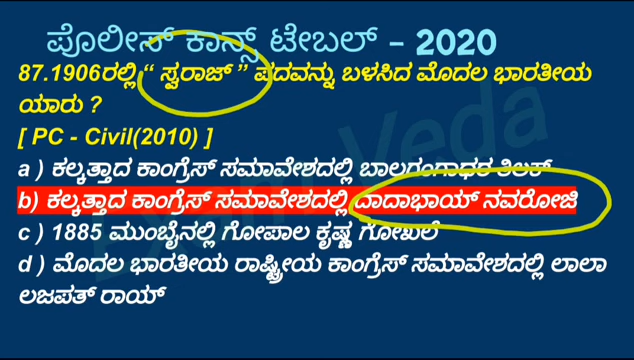 ಪೊಲೀಸ್ ಕಾನ್ಸ್ ಟೇಬಲ್ - 2020
87.1906ರಲ್ಲಿ “ ಸ್ವರಾಜ್ ” ಪದವನ್ನು ಬಳಸಿದ ಮೊದಲ ಭಾರತೀಯ
ಯಾರು ?
[ PC - Civil(2010) ]
a ) ಕಲ್ಕತ್ತಾದ ಕಾಂಗ್ರೆಸ್ ಸಮಾವೇಶದಲ್ಲಿ ಬಾಲಗಂಗಾಧರ ತಿಲಕ್
b) ಕಲ್ಕತ್ತಾದ ಕಾಂಗ್ರೆಸ್ ಸಮಾವೇಶದಲ್ಲಿ ದಾದಾಭಾಯ್ ನವರೋಜಿ
c ) 1885 ಮುಂಬೈನಲ್ಲಿ ಗೋಪಾಲ ಕೃಷ್ಣ ಗೋಖಲೆ
d ) ಮೊದಲ ಭಾರತೀಯ ರಾಷ್ಟ್ರೀಯ ಕಾಂಗ್ರೆಸ್ ಸಮಾವೇಶದಲ್ಲಿ ಲಾಲಾ
ಲಜಪತ್ ರಾಯ್